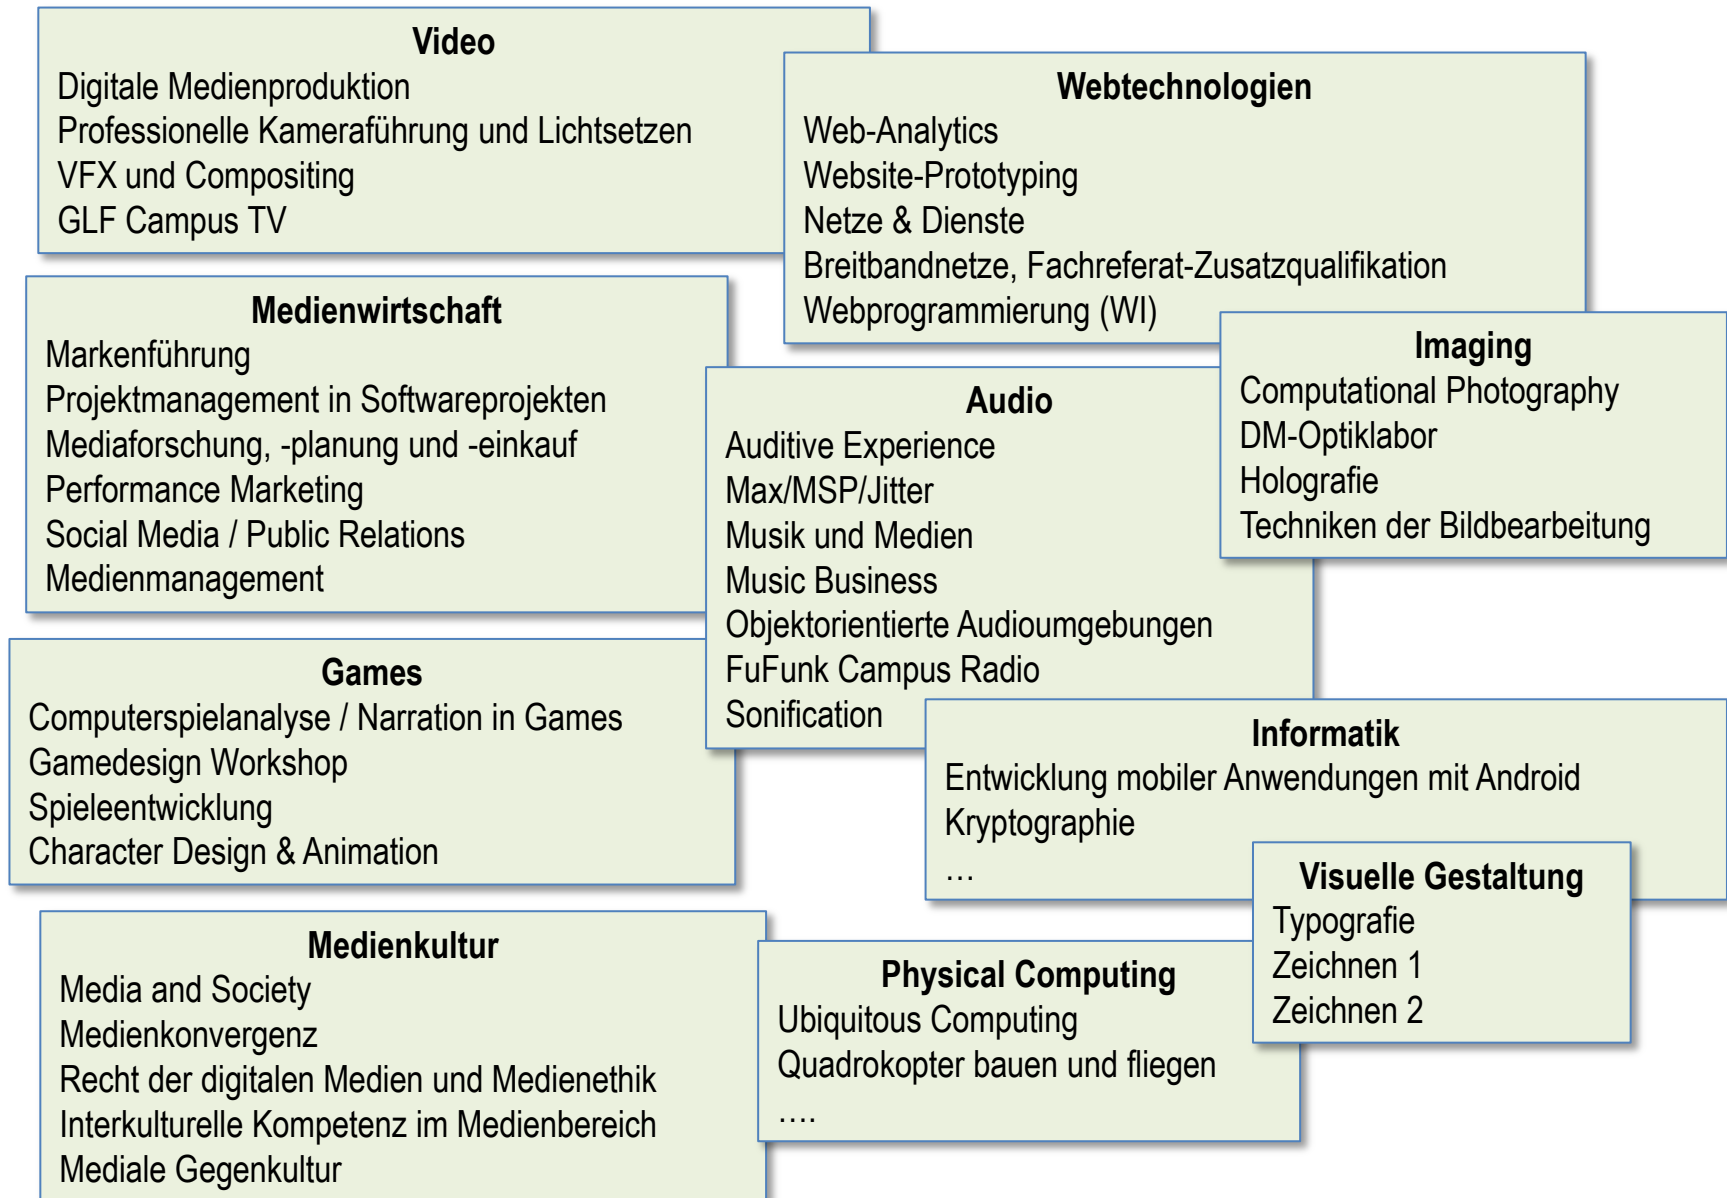 Video
Digitale Medienproduktion
Professionelle Kameraführung und Lichtsetzen
VFX und Compositing
GLF Campus TV
Webtechnologien
Web-Analytics
Website-Prototyping
Netze & Dienste
Breitbandnetze, Fachreferat-Zusatzqualifikation
Webprogrammierung (WI)
Medienwirtschaft
Markenführung
Projektmanagement in Softwareprojekten
Mediaforschung, -planung und -einkauf
Performance Marketing
Social Media / Public Relations
Medienmanagement
Audio
Auditive Experience
Max/MSP/Jitter
Musik und Medien
Music Business
Objektorientierte Audioumgebungen
FuFunk Campus Radio
Sonification
Imaging
Computational Photography
DM-Optiklabor
Holografie
Techniken der Bildbearbeitung
Games
Computerspielanalyse / Narration in Games
Gamedesign Workshop
Spieleentwicklung
Character Design & Animation
Informatik
Entwicklung mobiler Anwendungen mit Android
Kryptographie
…
Visuelle Gestaltung
Typografie
Zeichnen 1
Zeichnen 2
Medienkultur
Media and Society
Medienkonvergenz
Recht der digitalen Medien und Medienethik
Interkulturelle Kompetenz im Medienbereich
Mediale Gegenkultur
Physical Computing
Ubiquitous Computing
Quadrokopter bauen und fliegen
….